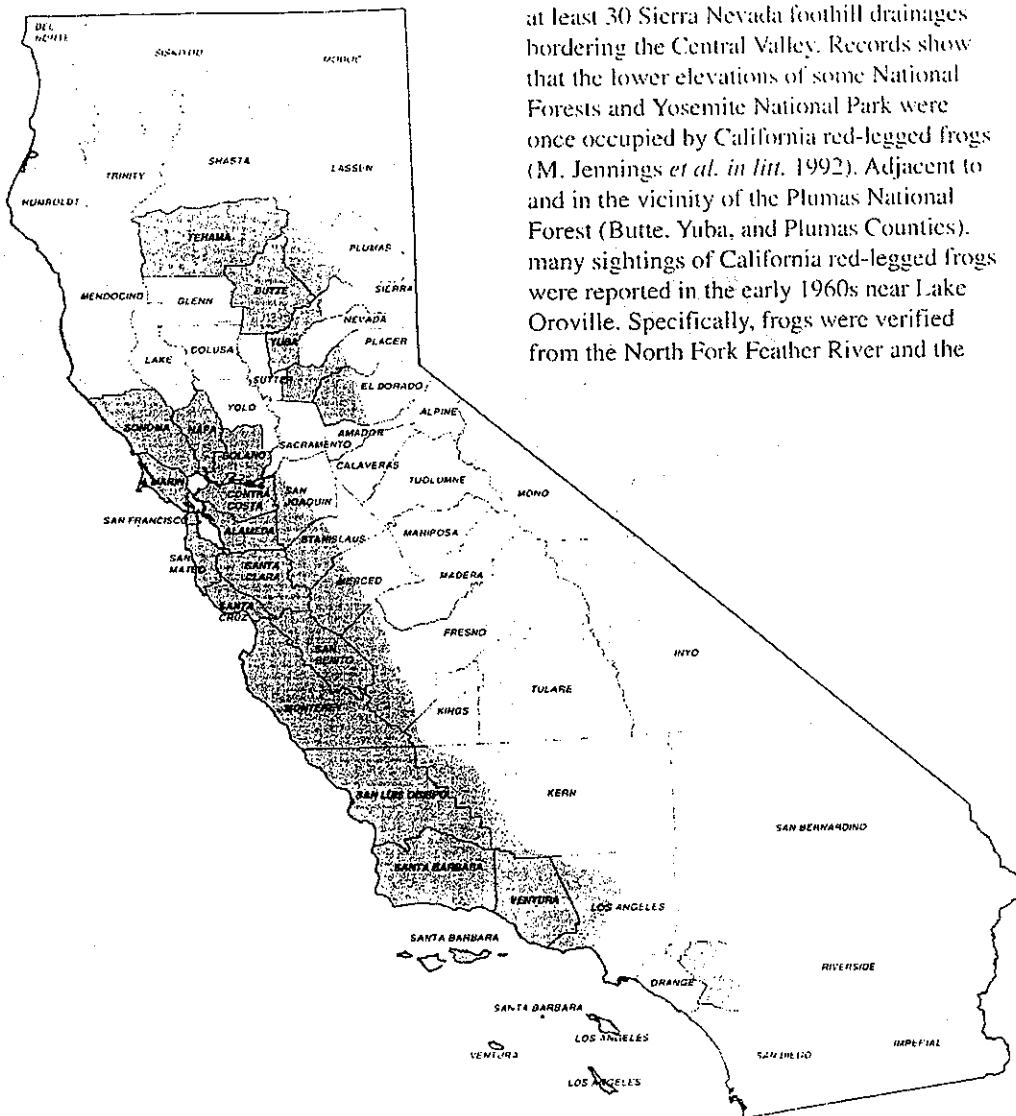 at least 30 Sierra Nevada foothill drainages
bordering the Central Valley. Records show
that the lower elevations of some National
Forests and Yosemite National Park were
once occupied by California red-legged frogs
(M. Jennings et al. in litt. 1992). Adjacent to
and in the vicinity of the Plumas National
Forest (Butte, Yuba, and Plumas Counties),
many sightings of California red-legged frogs
were reported in the early 1960s near Lake
Oroville. Specifically, frogs were verified
from the North Fork Feather River and the
DEL
NORTE
SISKIYOU
MODOC
TRINITY
SHASTA
LASSEN
HUMBOLDT
TEHAMA
PLUMAS
MENDOCINO
GLENN
BUTTE
SIERRA
NEVADA
LAKE
COLUSA
YUBA
PLACER
SUTTER
EL DORADO
YOLO
ALPINE
SONOMA
NAPA
AMADOR
SACRAMENTO
SOLANO
CALAVERAS
MARIN
CONTRA
COSTA
SAN
JOAQUIN
TUOLUMNE
MONO
SAN FRANCISCO
ALAMEDA
STANISLAUS
MARIPOSA
SAN
MATEO
SANTA
CLARA
MERCED
MADERA
SANTA
CRUZ
FRESNO
SAN
BENITO
INYO
MONTEREY
TULARE
KINGS
SAN LUIS OBISPO
KERN
SAN BERNARDINO
SANTA BARBARA
VENTURA
LOS ANGELES
SANTA BARBARA
ORANGE
RIVERSIDE
SANTA BARBARA
LOS ANGELES
VENTURA
SAN DIEGO
IMPERIAL
LOS ANGELES